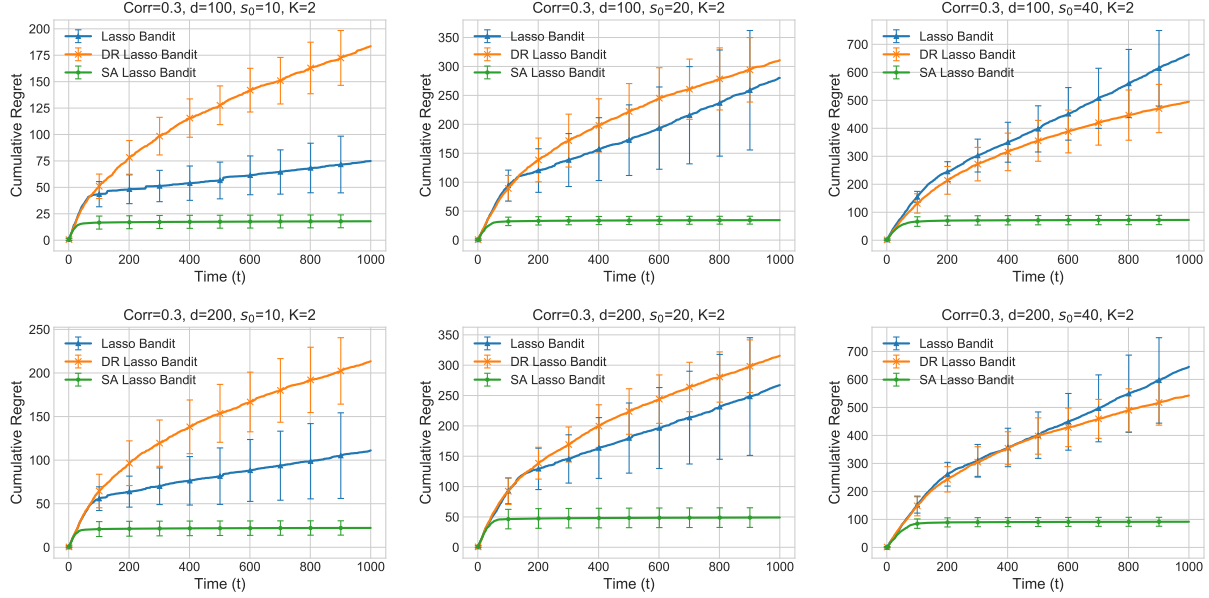 Corr=0.3, d=100, s₀=10, K=2
Cumulative Regret
200
175
150
125
100
75
50
25
0
Lasso Bandit
DR Lasso Bandit
SA Lasso Bandit
0 200 400 600 800 1000
Time (t)
Corr=0.3, d=100, s₀=20, K=2
Cumulative Regret
350
300
250
200
150
100
50
0
Lasso Bandit
DR Lasso Bandit
SA Lasso Bandit
0 200 400 600 800 1000
Time (t)
Corr=0.3, d=100, s₀=40, K=2
Cumulative Regret
700
600
500
400
300
200
100
0
Lasso Bandit
DR Lasso Bandit
SA Lasso Bandit
0 200 400 600 800 1000
Time (t)
Corr=0.3, d=200, s₀=10, K=2
Cumulative Regret
250
200
150
100
50
0
Lasso Bandit
DR Lasso Bandit
SA Lasso Bandit
0 200 400 600 800 1000
Time (t)
Corr=0.3, d=200, s₀=20, K=2
Cumulative Regret
350
300
250
200
150
100
50
0
Lasso Bandit
DR Lasso Bandit
SA Lasso Bandit
0 200 400 600 800 1000
Time (t)
Corr=0.3, d=200, s₀=40, K=2
Cumulative Regret
700
600
500
400
300
200
100
0
Lasso Bandit
DR Lasso Bandit
SA Lasso Bandit
0 200 400 600 800 1000
Time (t)